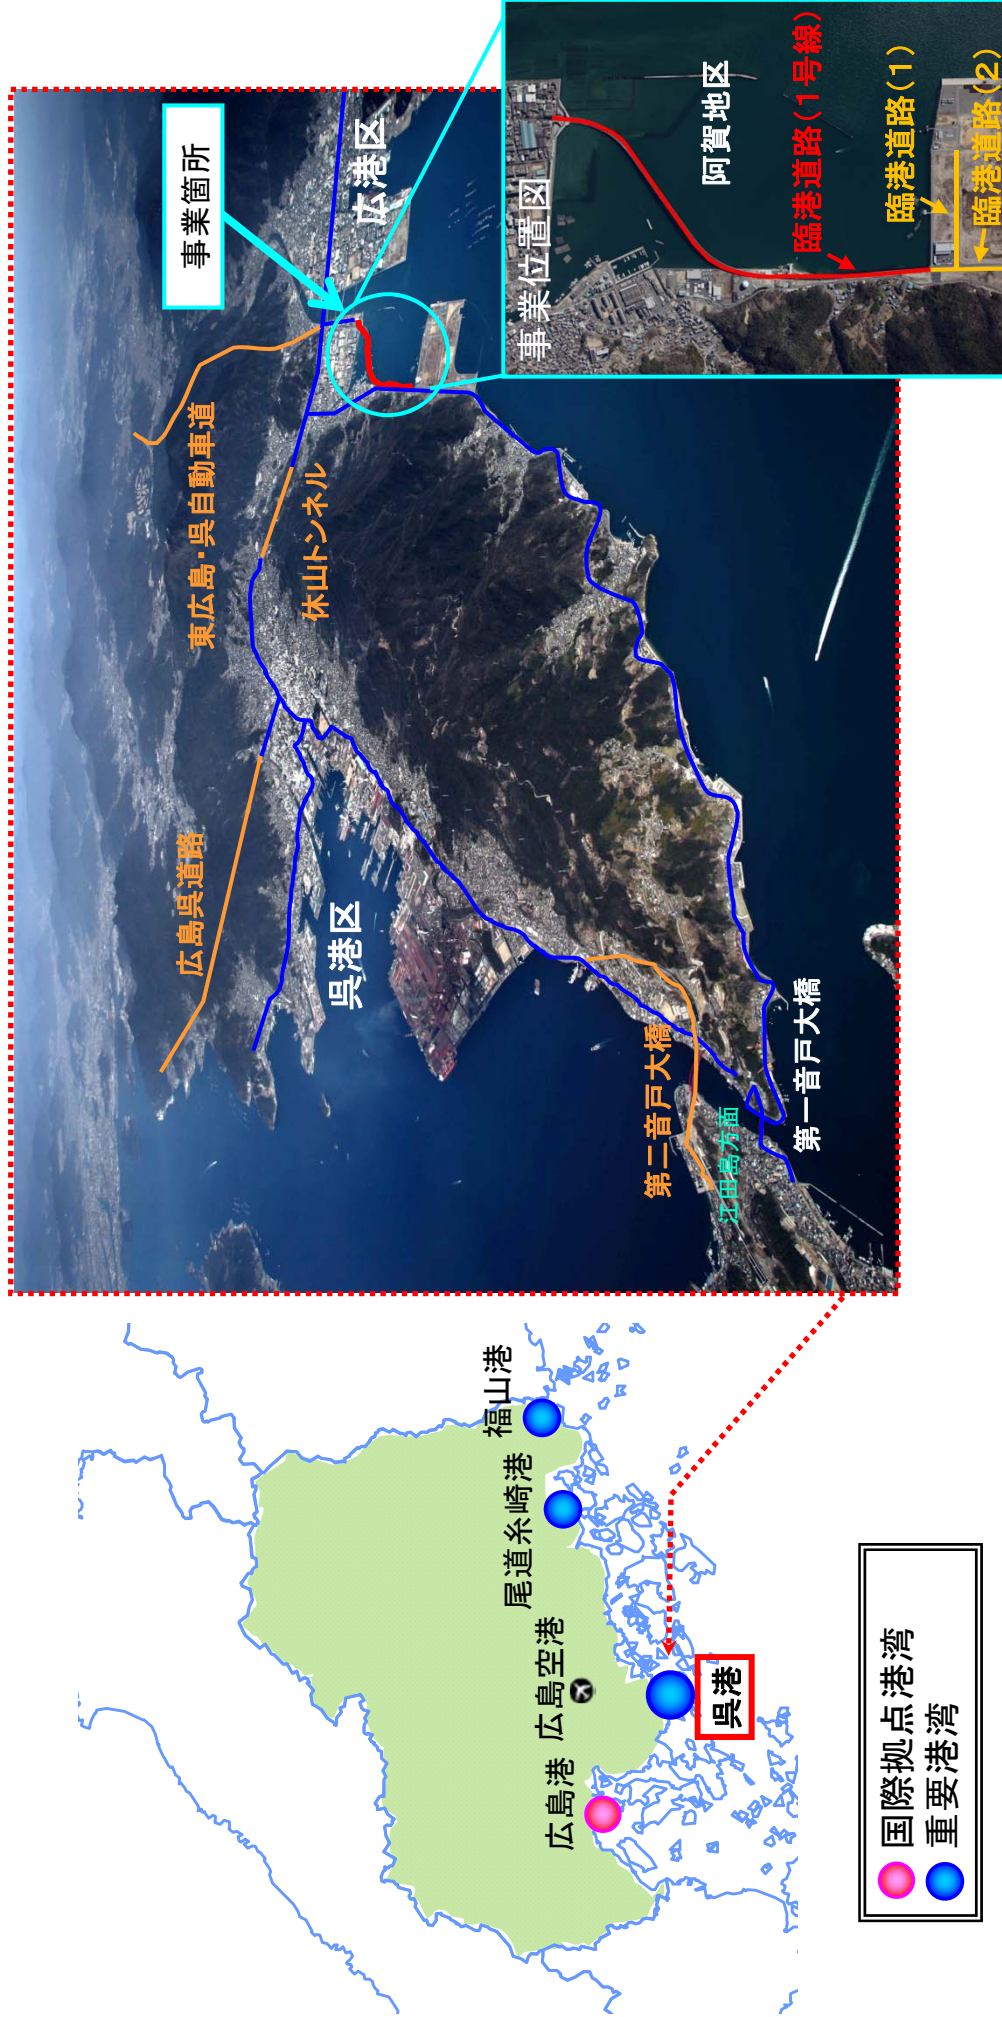 広島港
広島空港
尾道糸崎港
福山港
呉港
国際拠点港湾
重要港湾
広島呉道路
東広島・呉自動車道
休山トンネル
呉港区
広港区
事業箇所
第二音戸大橋
江田島方面
第一音戸大橋
事業位置図
阿賀地区
臨港道路(1号線)
臨港道路(1)
臨港道路(2)